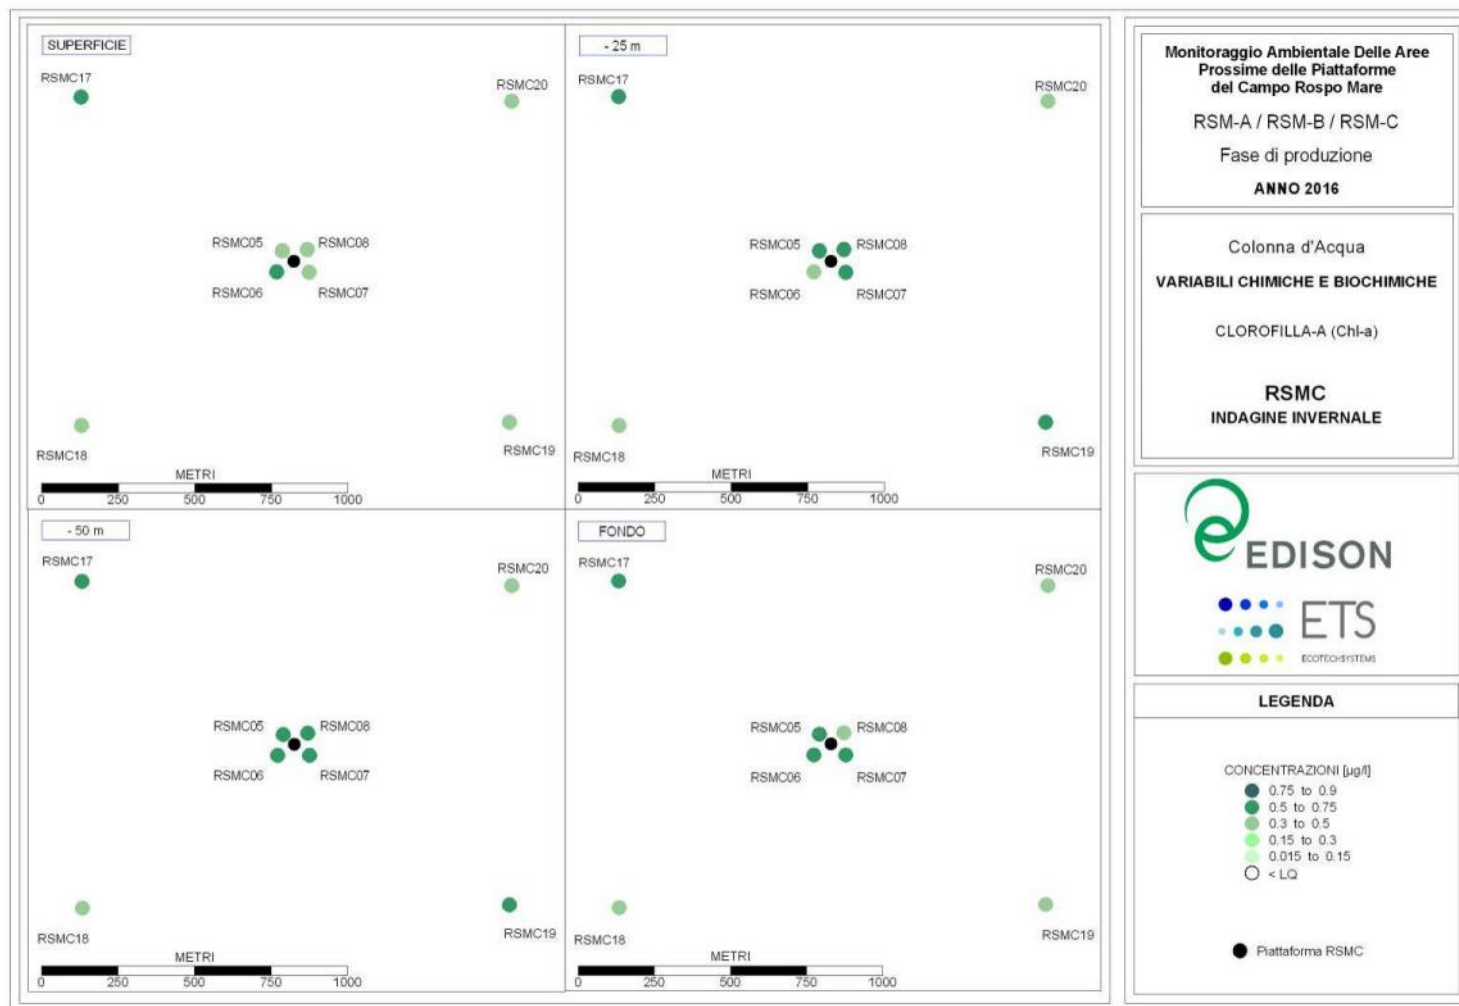 SUPERFICIE
RSMC17
RSMC20
RSMC05
RSMC08
RSMC06
RSMC07
RSMC18
RSMC19
METRI
0 250 500 750 1000
- 25 m
RSMC17
RSMC20
RSMC05
RSMC08
RSMC06
RSMC07
RSMC18
RSMC19
METRI
0 250 500 750 1000
- 50 m
RSMC17
RSMC20
RSMC05
RSMC08
RSMC06
RSMC07
RSMC18
RSMC19
METRI
0 250 500 750 1000
FONDO
RSMC17
RSMC20
RSMC05
RSMC08
RSMC06
RSMC07
RSMC18
RSMC19
METRI
0 250 500 750 1000
Monitoraggio Ambientale Delle Aree
Prossime delle Piattaforme
del Campo Rospo Mare
RSM-A / RSM-B / RSM-C
Fase di produzione
ANNO 2016
Colonna d'Acqua
VARIABILI CHIMICHE E BIOCHIMICHE
CLOROFILLA-A (Chl-a)
RSMC
INDAGINE INVERNALE
EDISON
ETS
ECOTECHSYSTEMS
LEGENDA
CONCENTRAZIONI [µg/l]
0.75 to 0.9
0.5 to 0.75
0.3 to 0.5
0.15 to 0.3
0.015 to 0.15
< LQ
Piattaforma RSMC